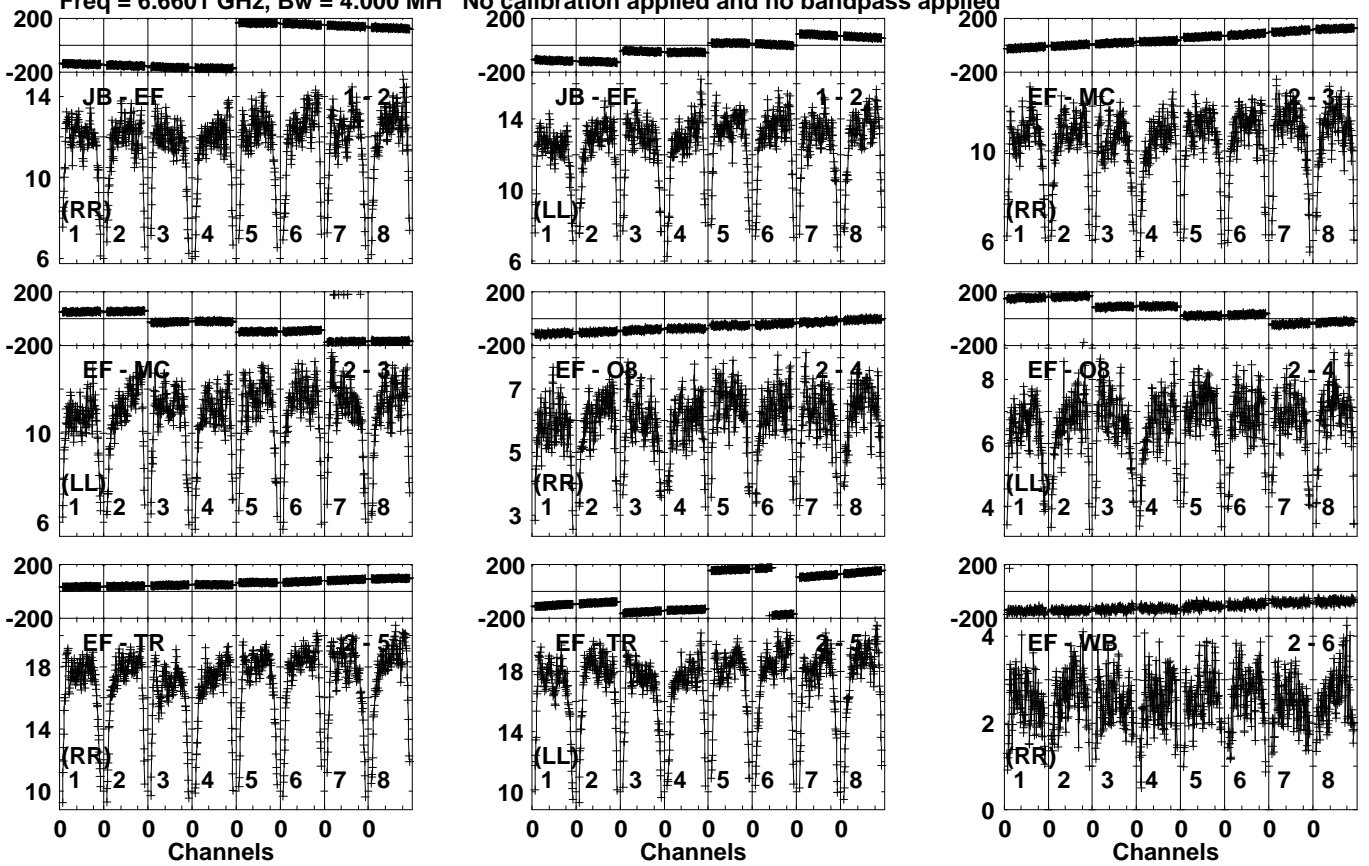 Freq = 6.6601 GHz, Bw = 4.000 MH No calibration applied and no bandpass applied
200
-200
14
JB - EF 1 - 2
10
(RR)
1 2 3 4 5 6 7 8
6
JB - EF 1 - 2
14
10
(LL)
1 2 3 4 5 6 7 8
6
200
-200
EF - MC 2 - 3
10
(RR)
1 2 3 4 5 6 7 8
6
200
-200
EF - MC 2 - 3
10
(LL)
1 2 3 4 5 6 7 8
6
EF - O8 2 - 4
7
5
(RR)
1 2 3 4 5 6 7 8
3
200
-200
EF - O8 2 - 4
8
6
(LL)
1 2 3 4 5 6 7 8
4
200
-200
EF - TR 2 - 5
18
14
(RR)
1 2 3 4 5 6 7 8
10
0 0 0 0 0 0 0 0
Channels
200
-200
EF - TR 2 - 5
18
14
(LL)
1 2 3 4 5 6 7 8
10
0 0 0 0 0 0 0 0
Channels
200
-200
4
EF - WB 2 - 6
2
(RR)
1 2 3 4 5 6 7 8
0
0 0 0 0 0 0 0 0
Channels